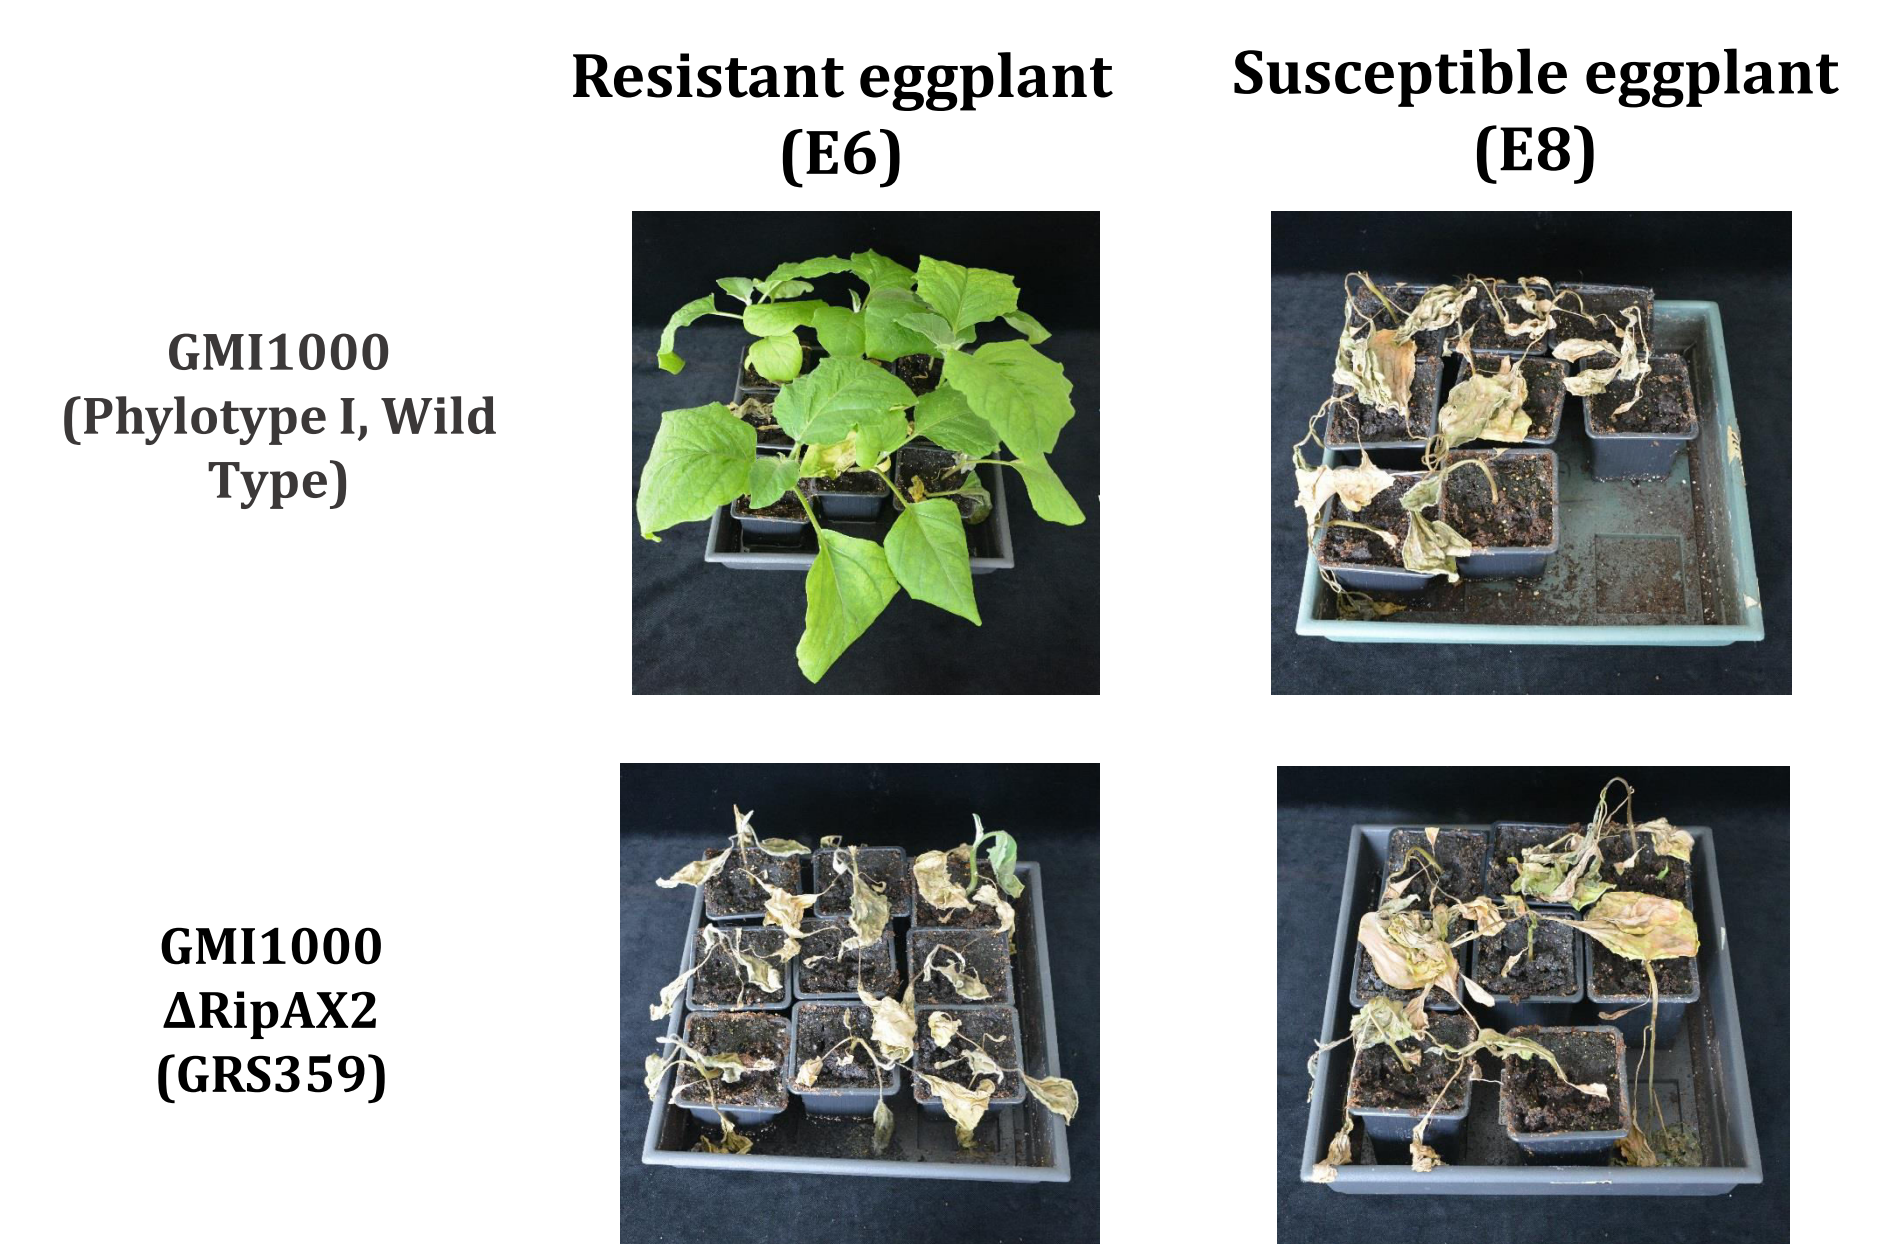 Resistant eggplant
(E6)
Susceptible eggplant
(E8)
GMI1000
(Phylotype I, Wild
Type)
GMI1000
ΔRipAX2
(GRS359)